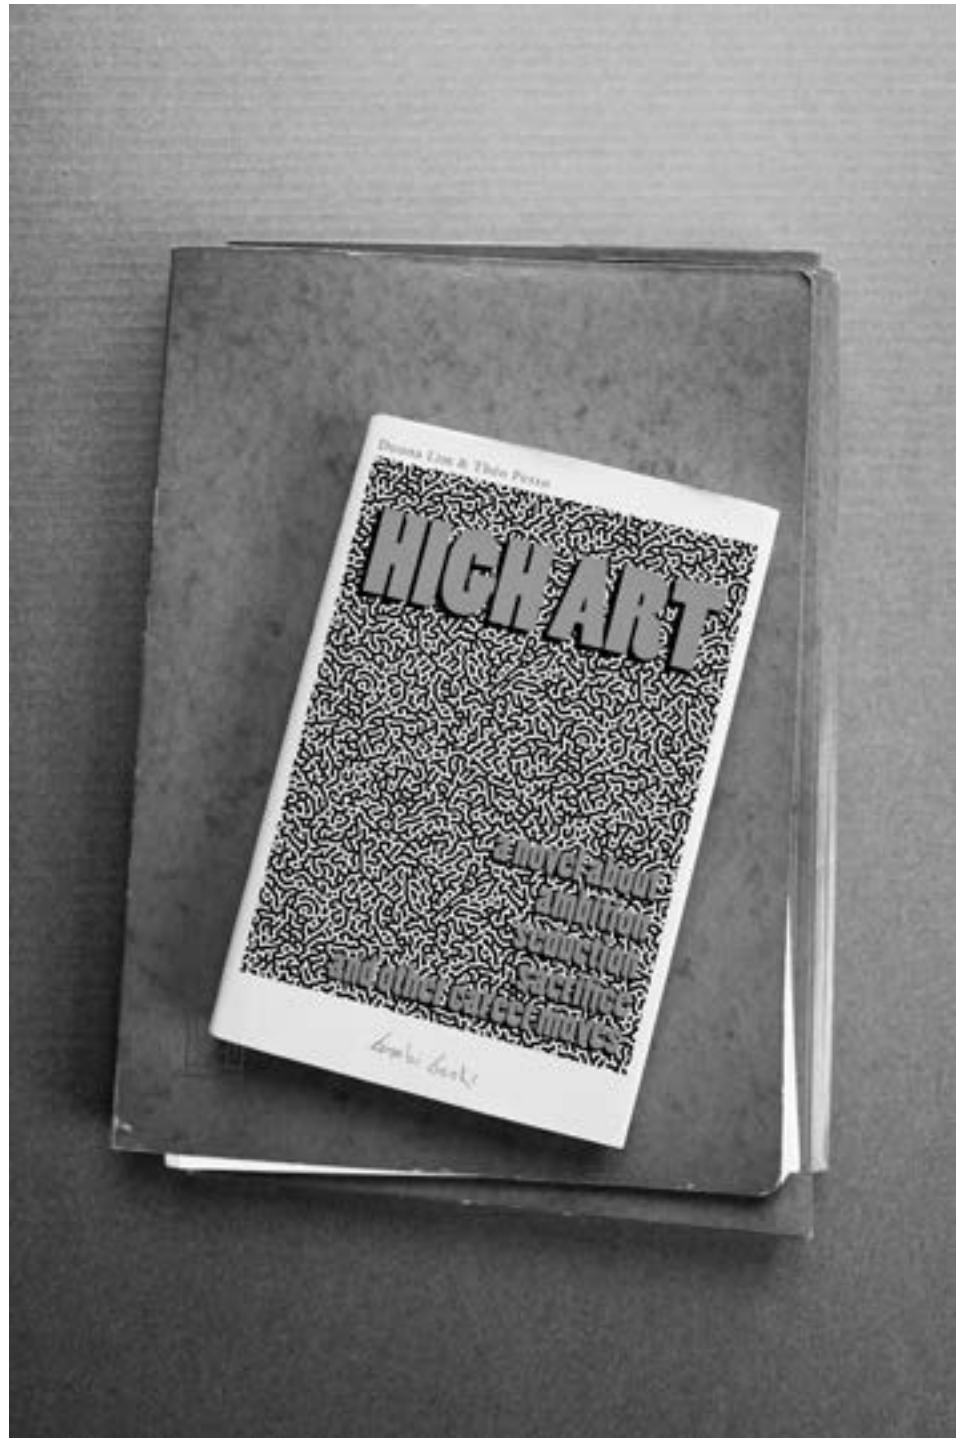 Donna Lim & Théo Pesso
HIGH ART
a novel about
ambition
seduction
sacrifice
and other career moves